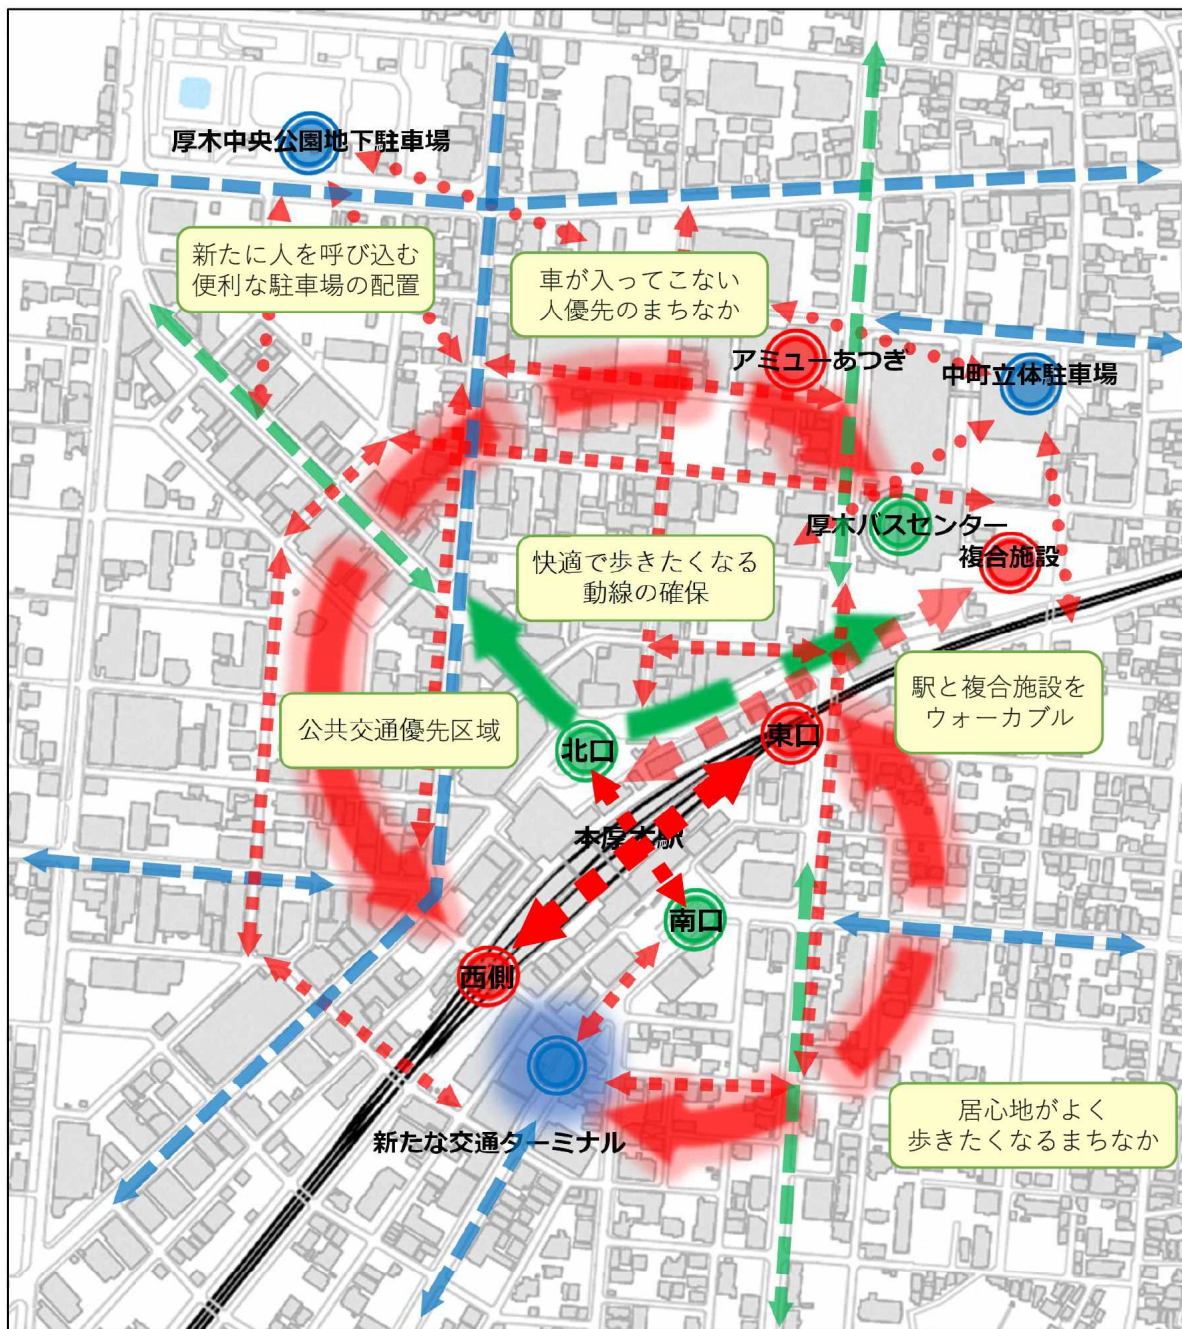 厚木中央公園地下駐車場
新たに人を呼び込む
便利な駐車場の配置
車が入ってこない
人優先のまちなか
アミューあつぎ
中町立体駐車場
厚木バスセンター
複合施設
快適で歩きたくなる
動線の確保
駅と複合施設を
ウォーカブル
公共交通優先区域
北口
東口
本厚木駅
南口
西側
新たな交通ターミナル
居心地がよく
歩きたくなるまちなか